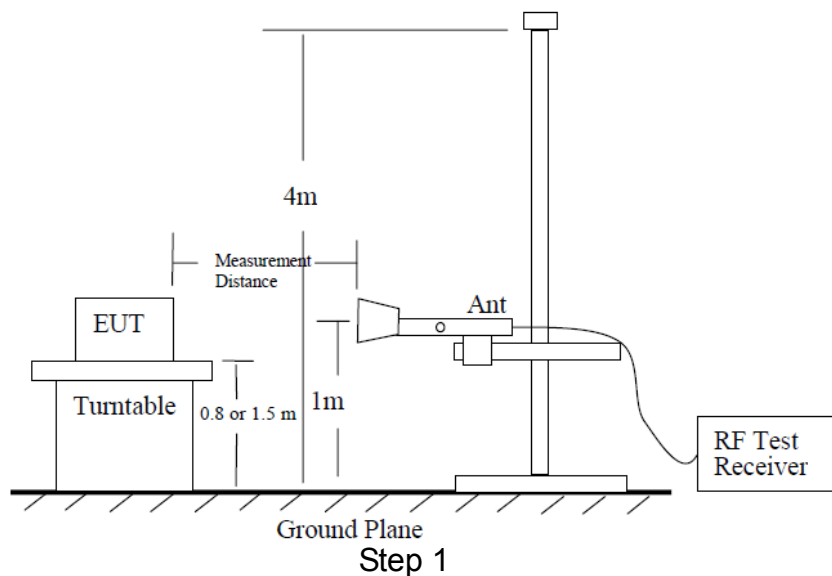 4m
Measurement
Distance
Ant
EUT
Turntable
0.8 or 1.5 m
1m
RF Test
Receiver
Ground Plane
Step 1